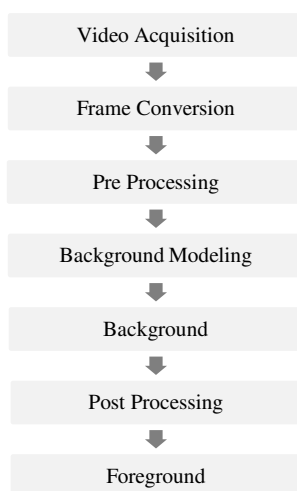 Video Acquisition
Frame Conversion
Pre Processing
Background Modeling
Background
Post Processing
Foreground